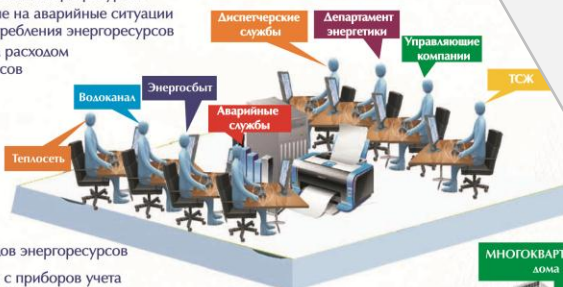 ие на аварийные ситуации
ребления энергоресурсов
расходом
сов
Диспетчерские
службы
Департамент
энергетики
Управляющие
компании
ТСЖ
Энергосбыт
Водоканал
Аварийные
службы
Теплосеть
дов энергоресурсов
с приборов учета
МНОГОКВАРТ
дома